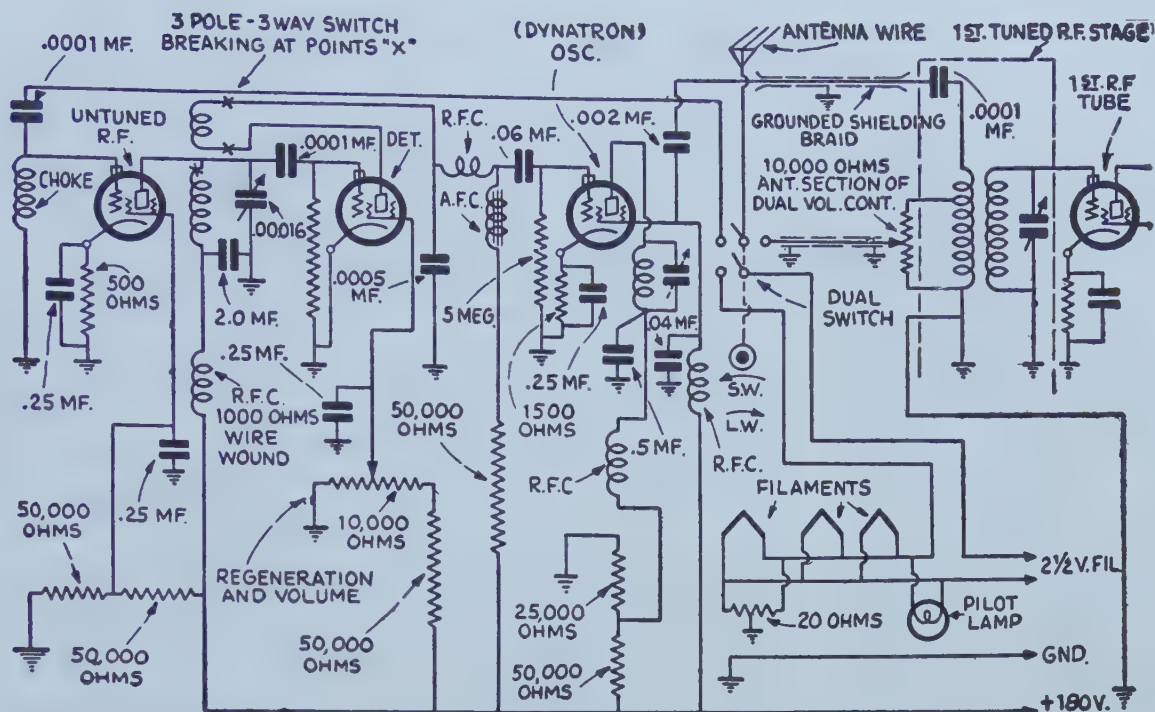 3 POLE - 3 WAY SWITCH
BREAKING AT POINTS "X"
.0001 MF.
(DYNATRON)
OSC.
ANTENNA WIRE
1ST. TUNED R.F. STAGE
UNTUNED
R.F.
x
x
x
.0001 MF.
DET.
R.F.C.
.06 MF.
.002 MF.
GROUNDED SHIELDING
BRAID
.0001
MF.
1ST. R.F
TUBE
CHOKE
A.F.C.
10,000 OHMS
ANT. SECTION OF
DUAL VOL. CONT.
.00016
500
OHMS
2.0 MF.
.0005
MF.
.5 MEG.
.04 MF.
DUAL
SWITCH
.25 MF.
.25 MF.
.25 MF.
S.W.
L.W.
R.F.C.
1000 OHMS
WIRE
WOUND
50,000
OHMS
1500
OHMS
.5 MF.
R.F.C.
R.F.C
.25 MF.
50,000
OHMS
10,000
OHMS
FILAMENTS
REGENERATION
AND VOLUME
25,000
OHMS
2½ V. FIL.
20 OHMS
PILOT
LAMP
50,000
OHMS
50,000
OHMS
50,000
OHMS
GND.
+180V.